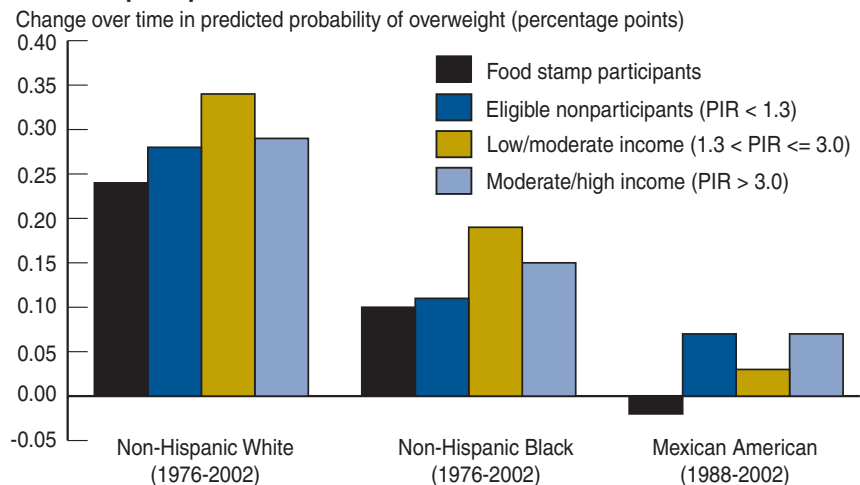 Change over time in predicted probability of overweight (percentage points)
0.40
0.35
0.30
0.25
0.20
0.15
0.10
0.05
0.00
-0.05
Food stamp participants
Eligible nonparticipants (PIR < 1.3)
Low/moderate income (1.3 < PIR <= 3.0)
Moderate/high income (PIR > 3.0)
Non-Hispanic White
(1976-2002)
Non-Hispanic Black
(1976-2002)
Mexican American
(1988-2002)